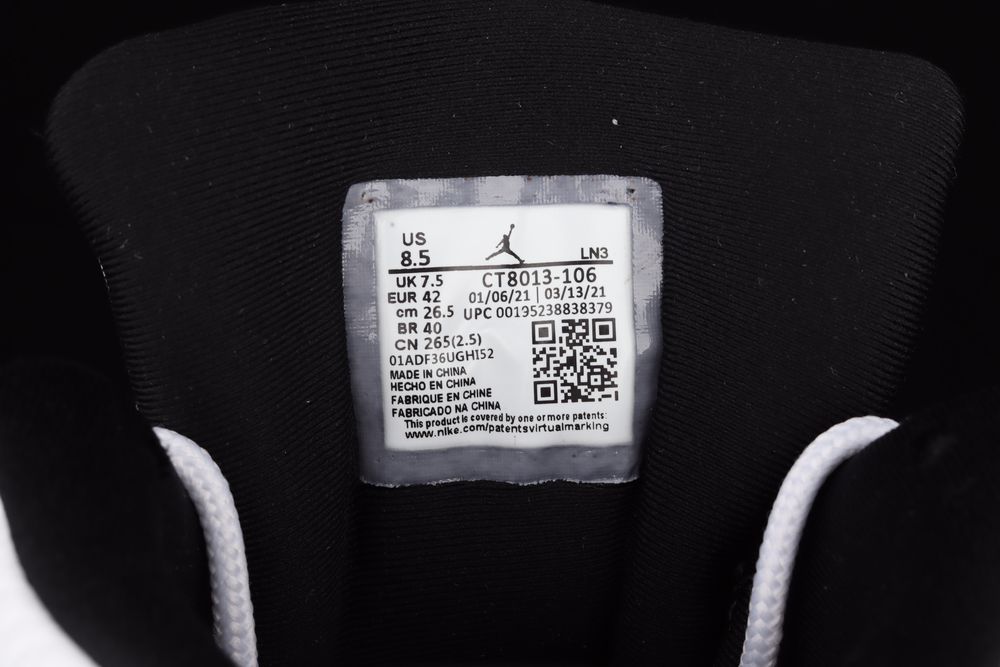 US
8.5
LN3
UK 7.5
CT8013-106
EUR 42
01/06/21 | 03/13/21
cm 26.5
UPC 00195238838379
BR 40
CN 265(2.5)
01ADF36UGHI52
MADE IN CHINA
HECHO EN CHINA
FABRIQUE EN CHINE
FABRICADO NA CHINA
This product is covered by one or more patents:
www.nike.com/patentsvirtualmarking